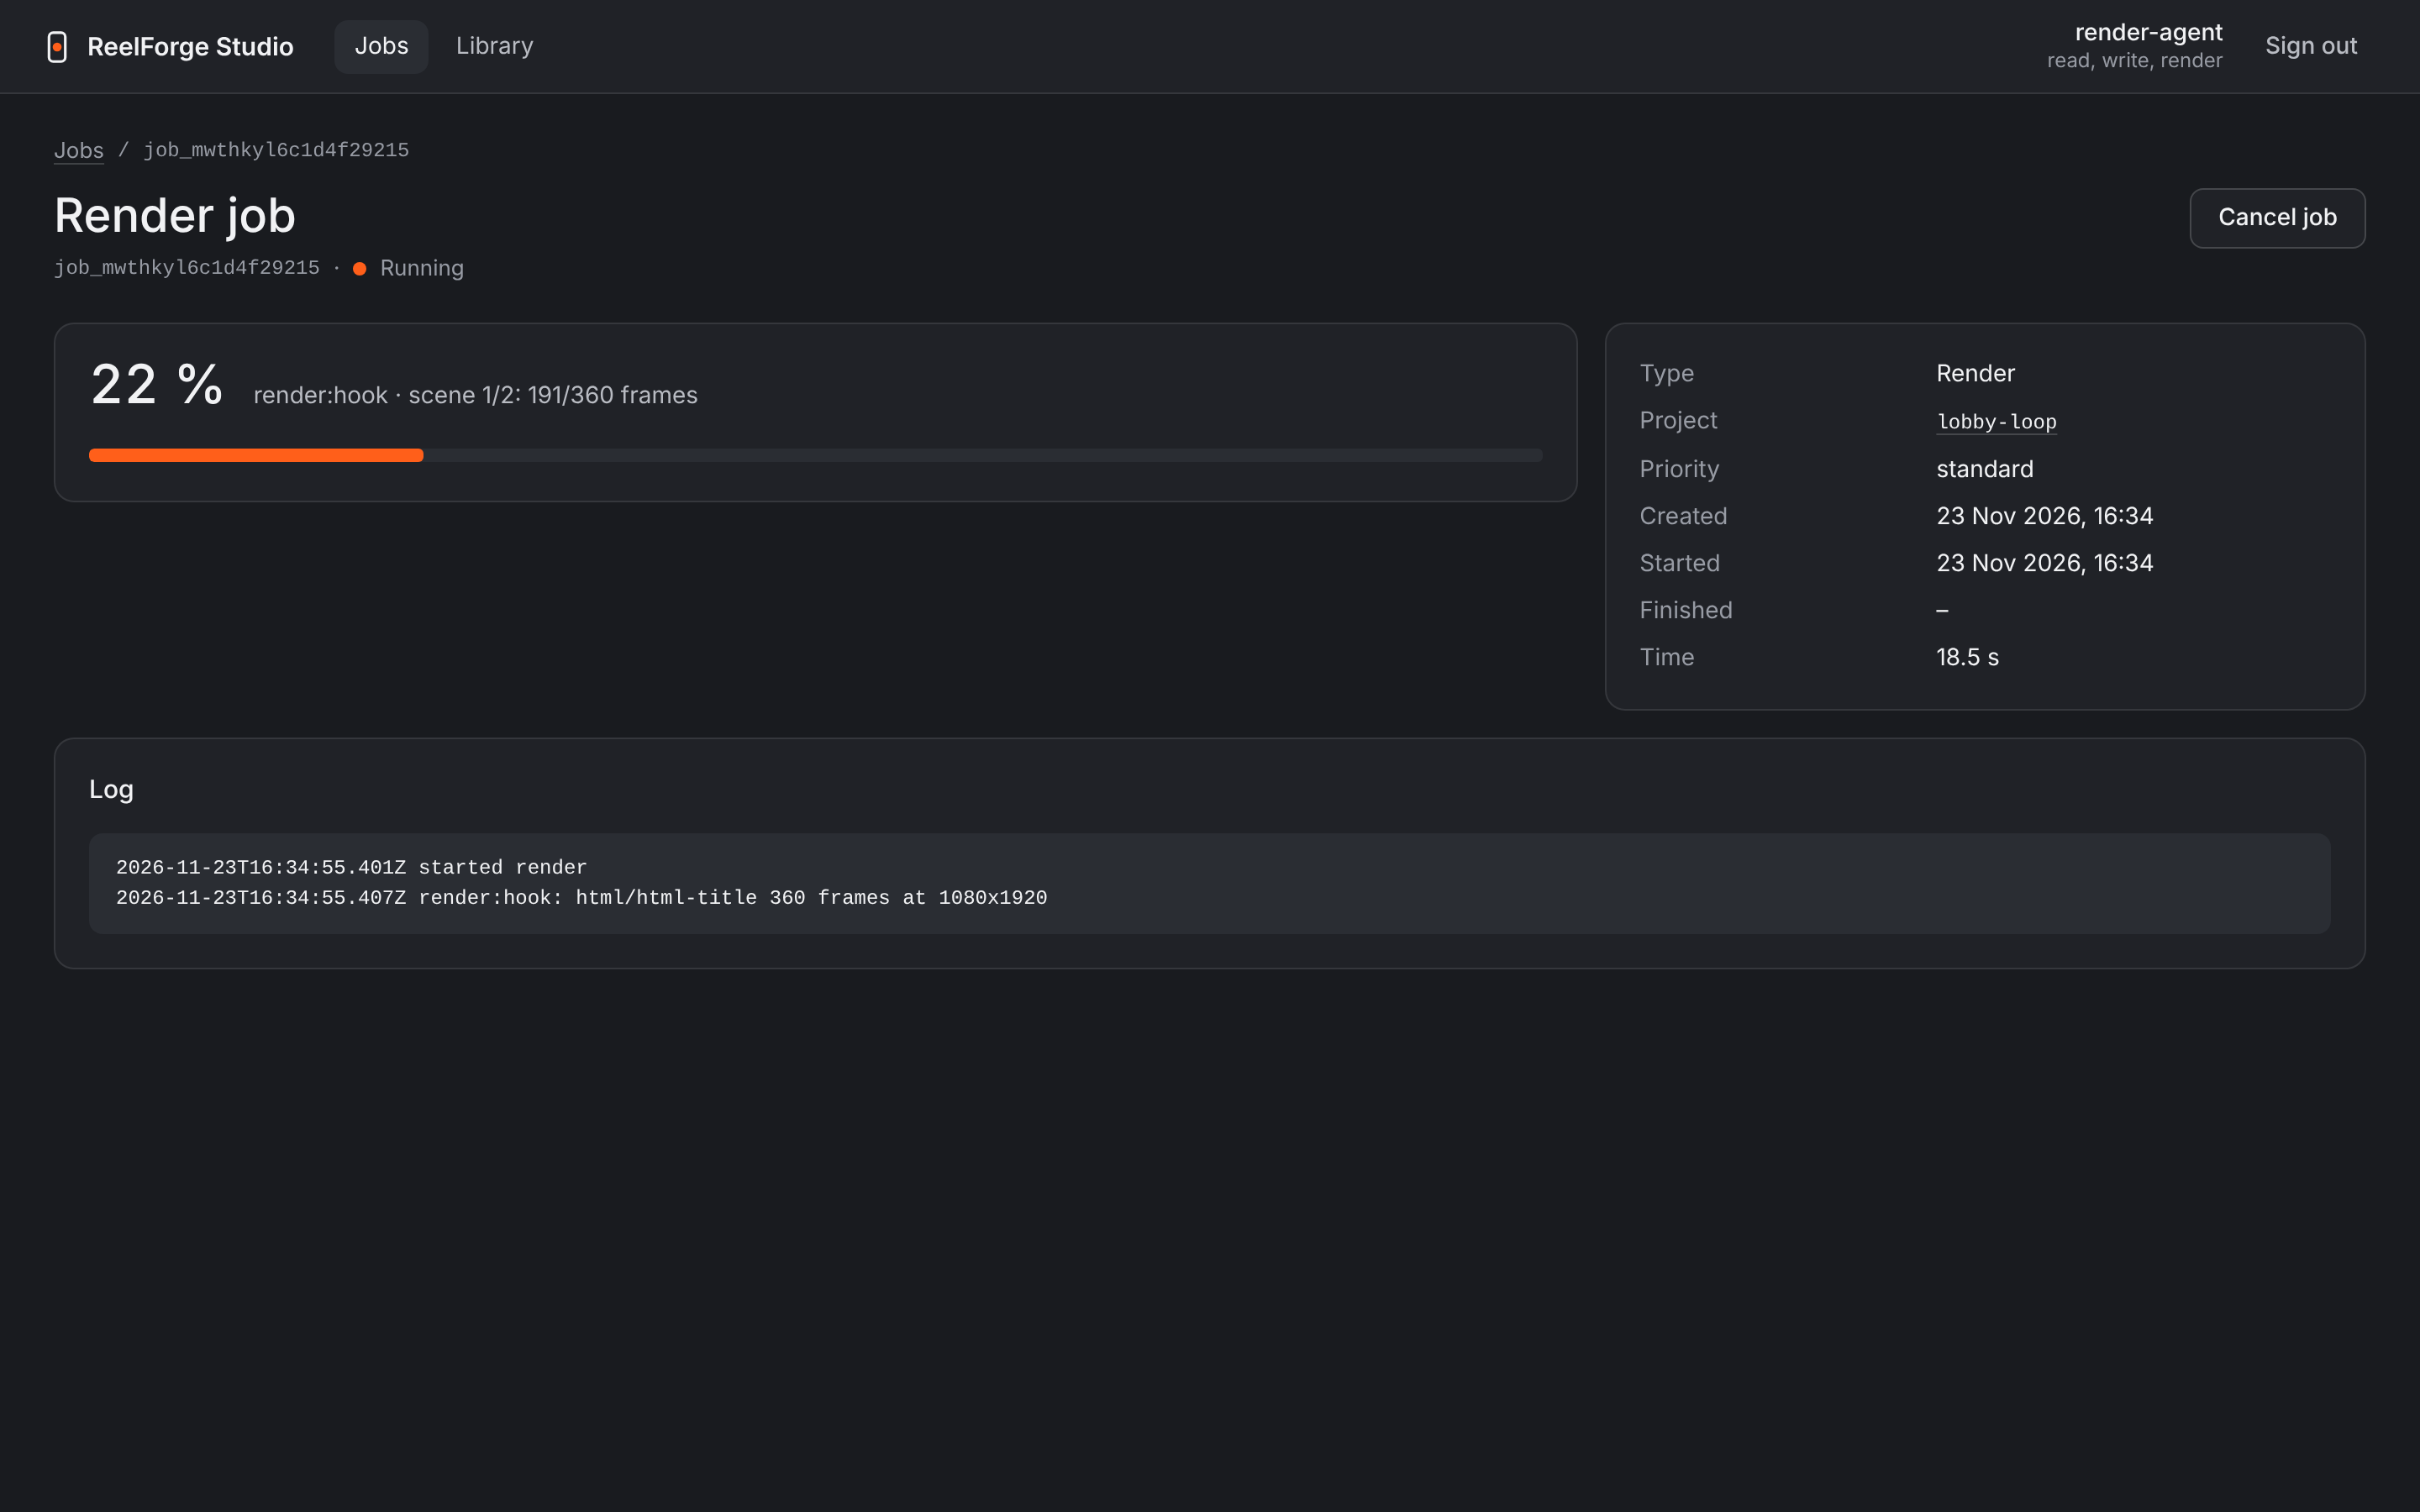 ReelForge Studio
Jobs
Library
render-agent
read, write, render
Sign out
Jobs / job_mwthkyl6c1d4f29215
Render job
Cancel job
job_mwthkyl6c1d4f29215 · Running
22 % render:hook · scene 1/2: 191/360 frames
Type Render
Project lobby-loop
Priority standard
Created 23 Nov 2026, 16:34
Started 23 Nov 2026, 16:34
Finished –
Time 18.5 s
Log
2026-11-23T16:34:55.401Z started render
2026-11-23T16:34:55.407Z render:hook: html/html-title 360 frames at 1080x1920